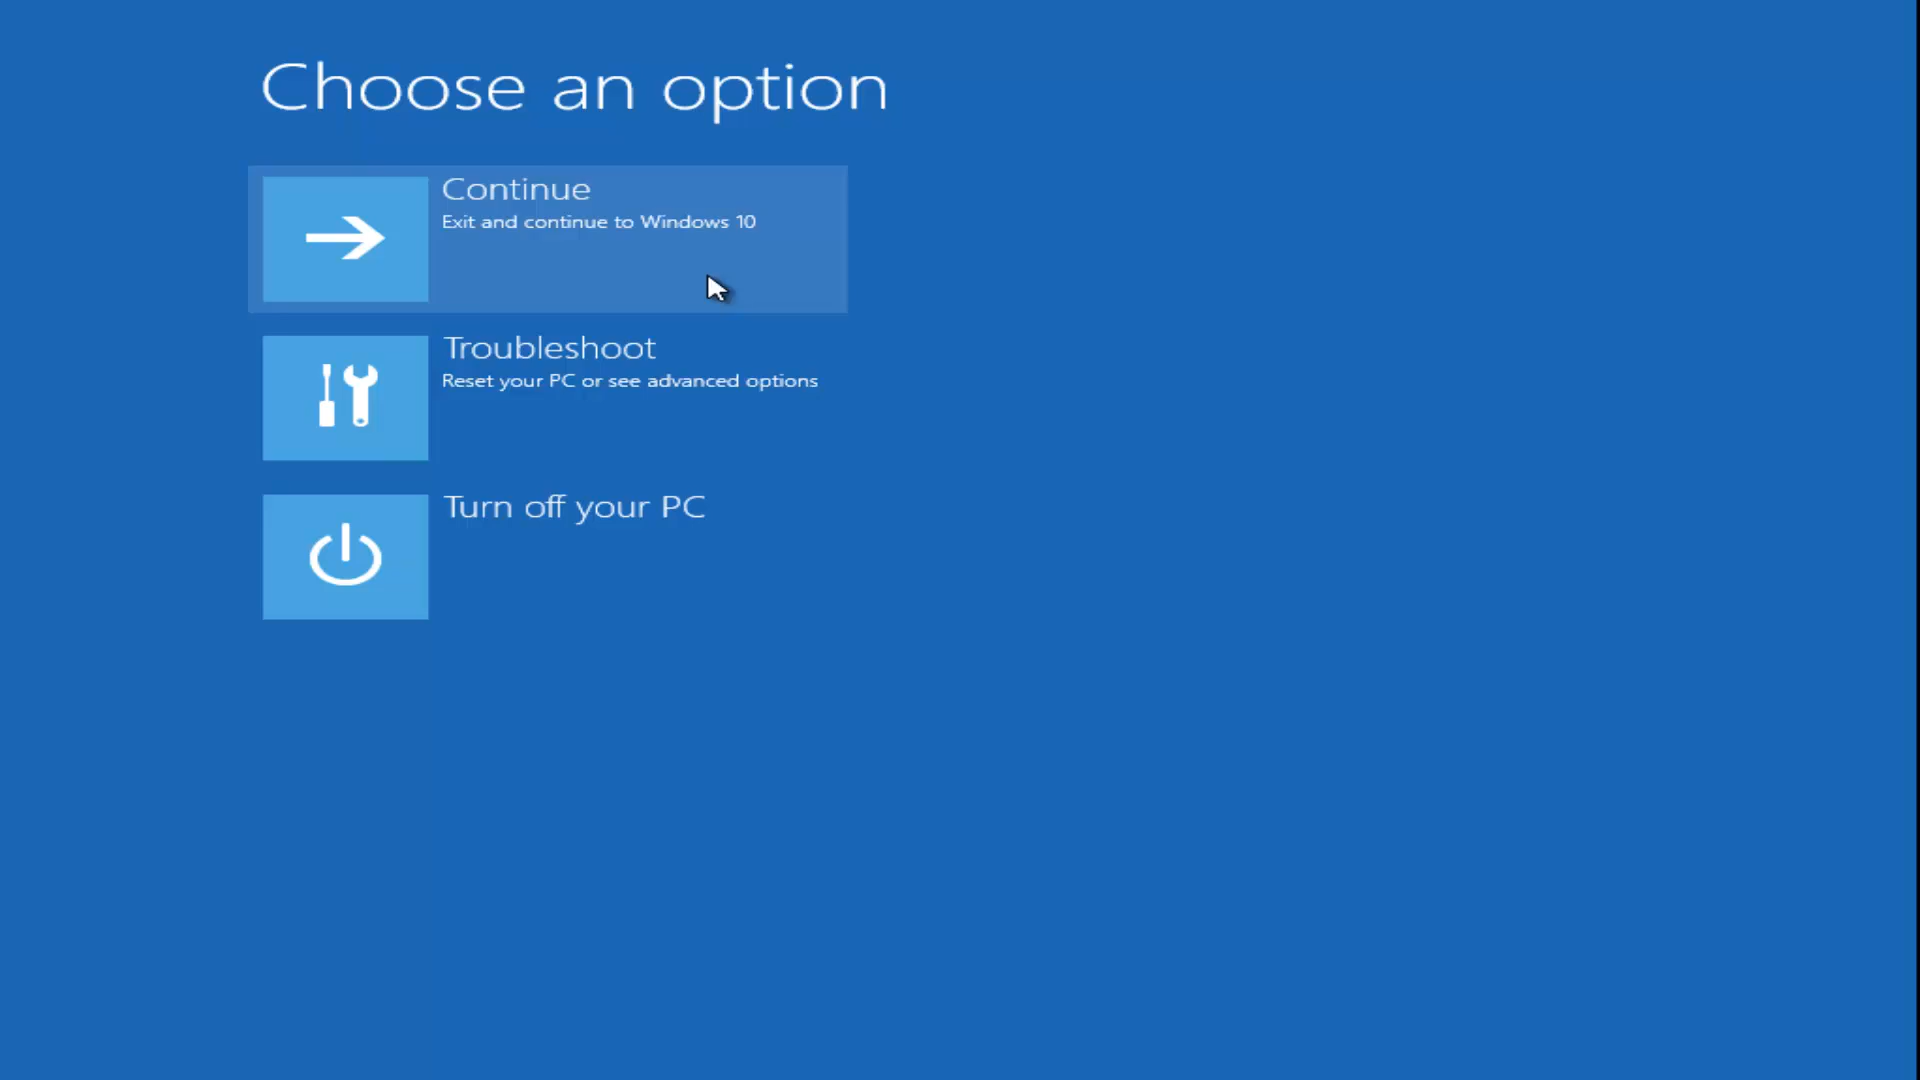 Choose an option
Continue
Exit and continue to Windows 10
Troubleshoot
Reset your PC or see advanced options
Turn off your PC